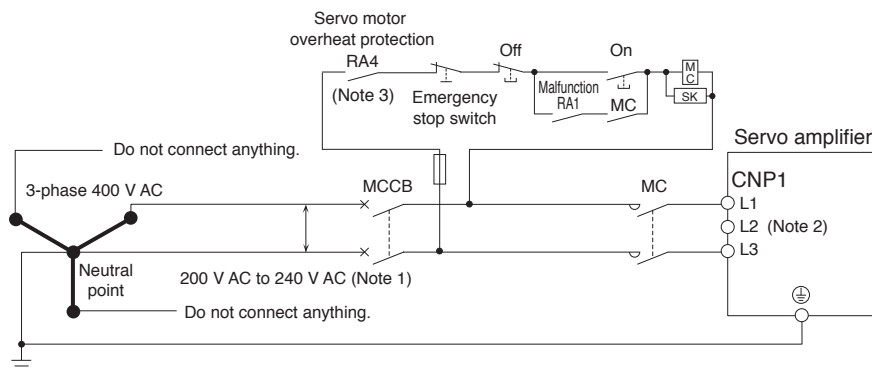 Servo motor
overheat protection
RA4
(Note 3)
Emergency
stop switch
Off
On
Malfunction
RA1
MC
M
C
SK
Servo amplifier
Do not connect anything.
3-phase 400 V AC
MCCB
MC
CNP1
L1
L2 (Note 2)
L3
Neutral
point
200 V AC to 240 V AC (Note 1)
Do not connect anything.